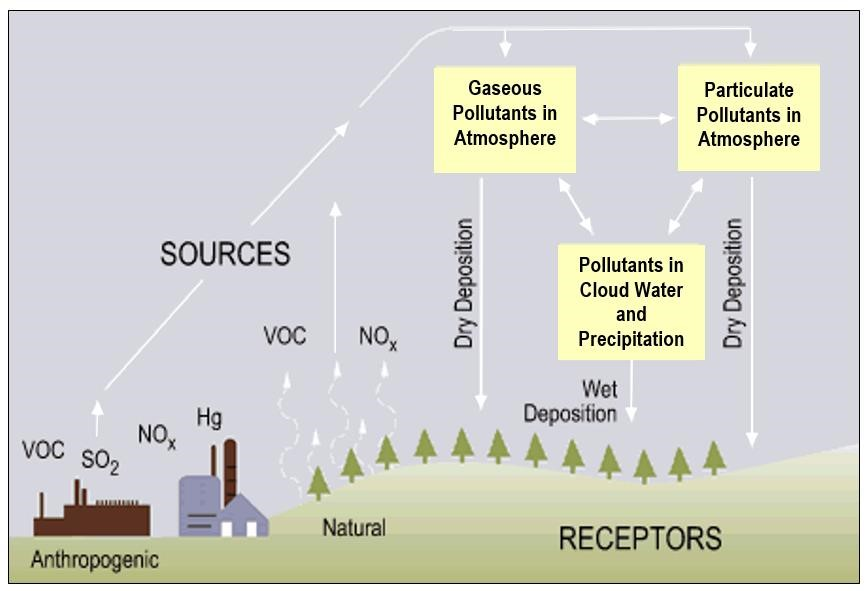 Gaseous
Pollutants in
Atmosphere
Particulate
Pollutants in
Atmosphere
SOURCES
Dry Deposition
Pollutants in
Cloud Water
and
Precipitation
Dry Deposition
VOC
NOx
Wet
Deposition
VOC
SO2
NOx
Hg
Natural
RECEPTORS
Anthropogenic